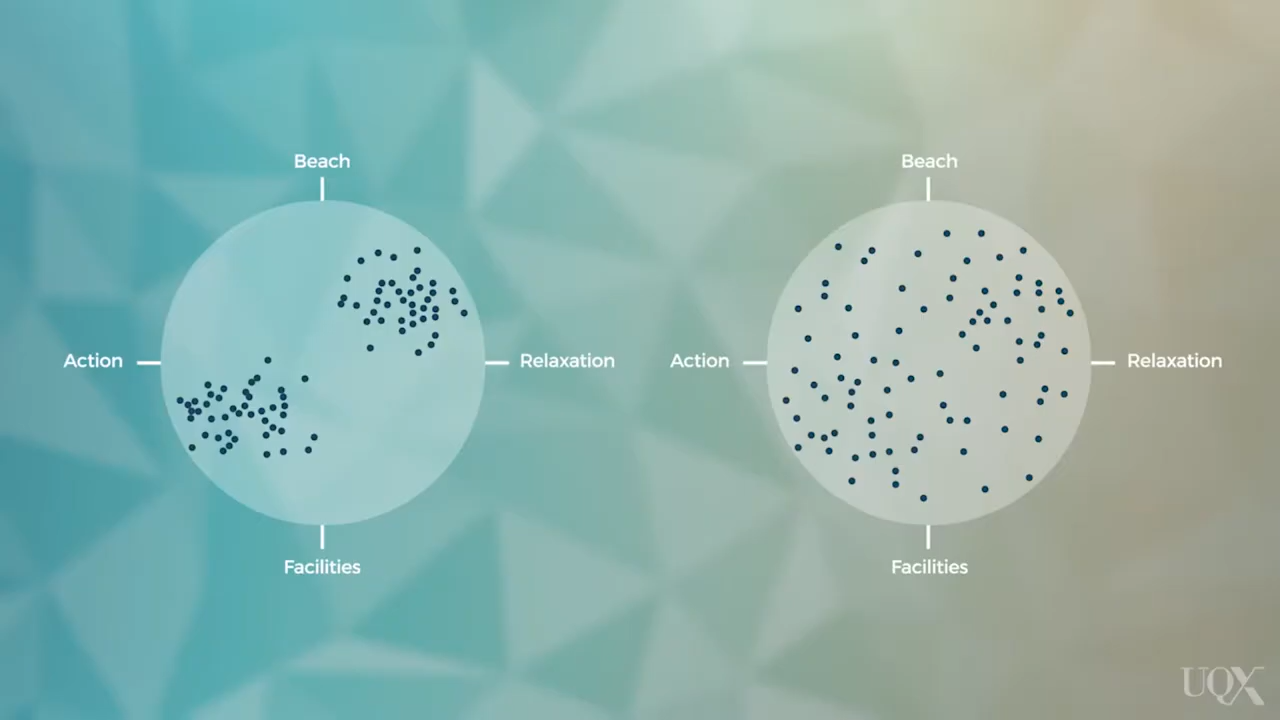 Beach
Beach
Action
Relaxation
Action
Relaxation
Facilities
Facilities
UQX